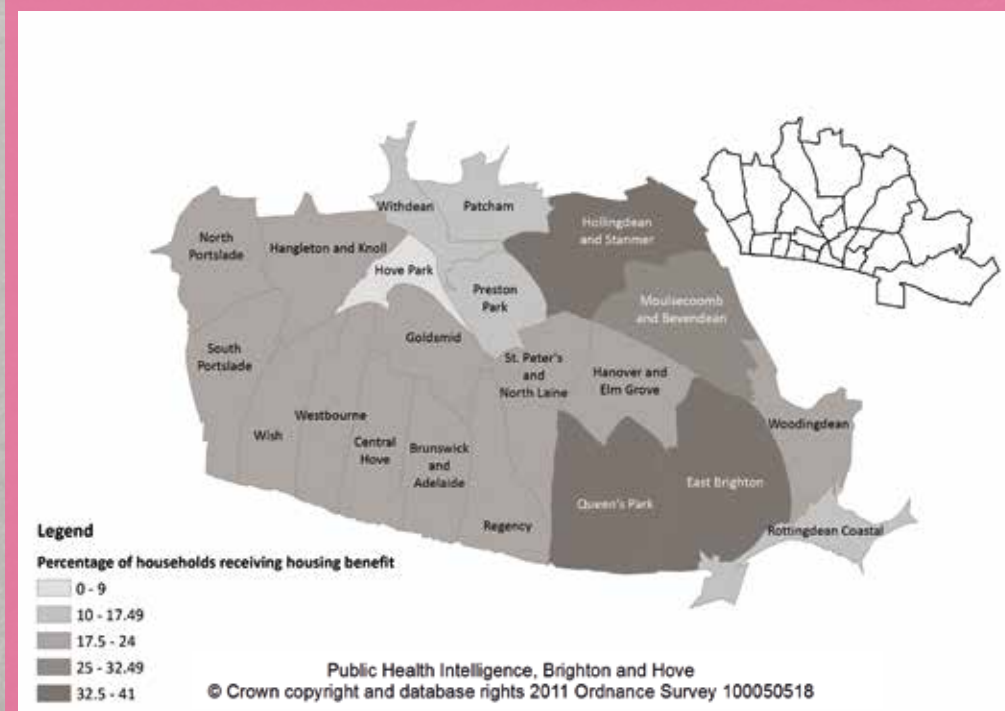 Withdean
Patcham
Hollingdean
and Stanmer
North
Portslade
Hangleton and Knoll
Hove Park
Preston
Park
Moulsecoomb
and Bevendean
Goldsmid
South
Portslade
St. Peter's
and
North Laine
Hanover and
Elm Grove
Westbourne
Wish
Central
Hove
Brunswick
and
Adelaide
Woodingdean
East Brighton
Queen's Park
Regency
Rottingdean Coastal
Legend
Percentage of households receiving housing benefit
0 - 9
10 - 17.49
17.5 - 24
25 - 32.49
32.5 - 41
Public Health Intelligence, Brighton and Hove
© Crown copyright and database rights 2011 Ordnance Survey 100050518